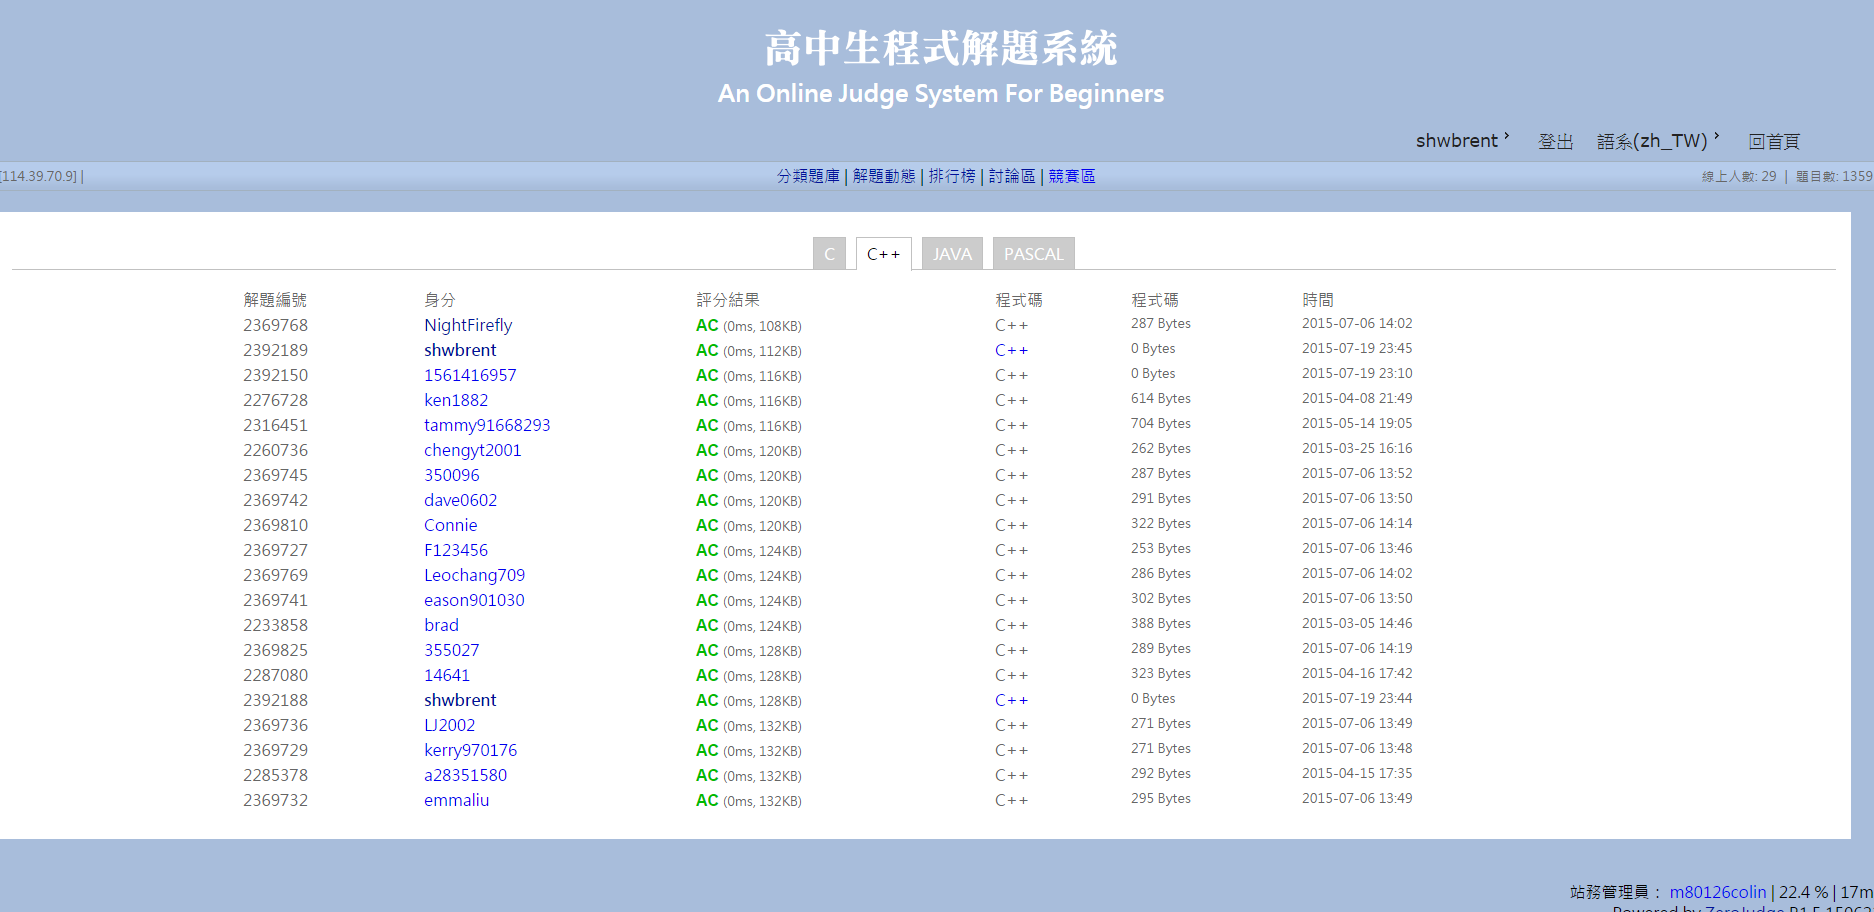 高中生程式解題系統
An Online Judge System For Beginners
shwbrent 登出 語系(zh_TW) 回首頁
[114.39.70.9] | 分類題庫 | 解題動態 | 排行榜 | 討論區 | 競賽區 線上人數: 29 | 題目數: 1359
C C++ JAVA PASCAL
解題編號 身分 評分結果 程式碼 程式碼 時間
2369768 NightFirefly AC (0ms, 108KB) C++ 287 Bytes 2015-07-06 14:02
2392189 shwbrent AC (0ms, 112KB) C++ 0 Bytes 2015-07-19 23:45
2392150 1561416957 AC (0ms, 116KB) C++ 0 Bytes 2015-07-19 23:10
2276728 ken1882 AC (0ms, 116KB) C++ 614 Bytes 2015-04-08 21:49
2316451 tammy91668293 AC (0ms, 116KB) C++ 704 Bytes 2015-05-14 19:05
2260736 chengyt2001 AC (0ms, 120KB) C++ 262 Bytes 2015-03-25 16:16
2369745 350096 AC (0ms, 120KB) C++ 287 Bytes 2015-07-06 13:52
2369742 dave0602 AC (0ms, 120KB) C++ 291 Bytes 2015-07-06 13:50
2369810 Connie AC (0ms, 120KB) C++ 322 Bytes 2015-07-06 14:14
2369727 F123456 AC (0ms, 124KB) C++ 253 Bytes 2015-07-06 13:46
2369769 Leochang709 AC (0ms, 124KB) C++ 286 Bytes 2015-07-06 14:02
2369741 eason901030 AC (0ms, 124KB) C++ 302 Bytes 2015-07-06 13:50
2233858 brad AC (0ms, 124KB) C++ 388 Bytes 2015-03-05 14:46
2369825 355027 AC (0ms, 128KB) C++ 289 Bytes 2015-07-06 14:19
2287080 14641 AC (0ms, 128KB) C++ 323 Bytes 2015-04-16 17:42
2392188 shwbrent AC (0ms, 128KB) C++ 0 Bytes 2015-07-19 23:44
2369736 LJ2002 AC (0ms, 132KB) C++ 271 Bytes 2015-07-06 13:49
2369729 kerry970176 AC (0ms, 132KB) C++ 271 Bytes 2015-07-06 13:48
2285378 a28351580 AC (0ms, 132KB) C++ 292 Bytes 2015-04-15 17:35
2369732 emmaliu AC (0ms, 132KB) C++ 295 Bytes 2015-07-06 13:49
站務管理員： m80126colin | 22.4 % | 17m
Powered by ZeroJudge